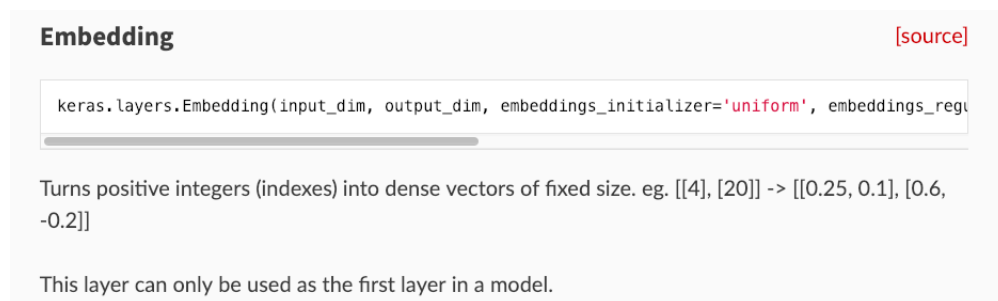 Embedding
[source]
keras.layers.Embedding(input_dim, output_dim, embeddings_initializer='uniform', embeddings_regu
Turns positive integers (indexes) into dense vectors of fixed size. eg. [[4], [20]] -> [[0.25, 0.1], [0.6,
-0.2]]
This layer can only be used as the first layer in a model.